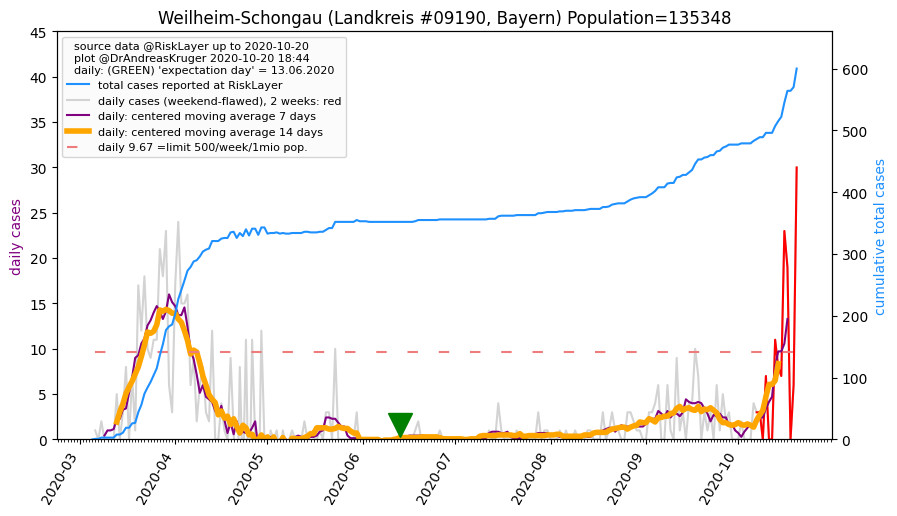 Weilheim-Schongau (Landkreis #09190, Bayern) Population=135348
source data @RiskLayer up to 2020-10-20
plot @DrAndreasKruger 2020-10-20 18:44
daily: (GREEN) 'expectation day' = 13.06.2020
total cases reported at RiskLayer
daily cases (weekend-flawed), 2 weeks: red
daily: centered moving average 7 days
daily: centered moving average 14 days
daily 9.67 =limit 500/week/1mio pop.
daily cases
45
40
35
30
25
20
15
10
5
0
cumulative total cases
600
500
400
300
200
100
0
2020-03
2020-04
2020-05
2020-06
2020-07
2020-08
2020-09
2020-10